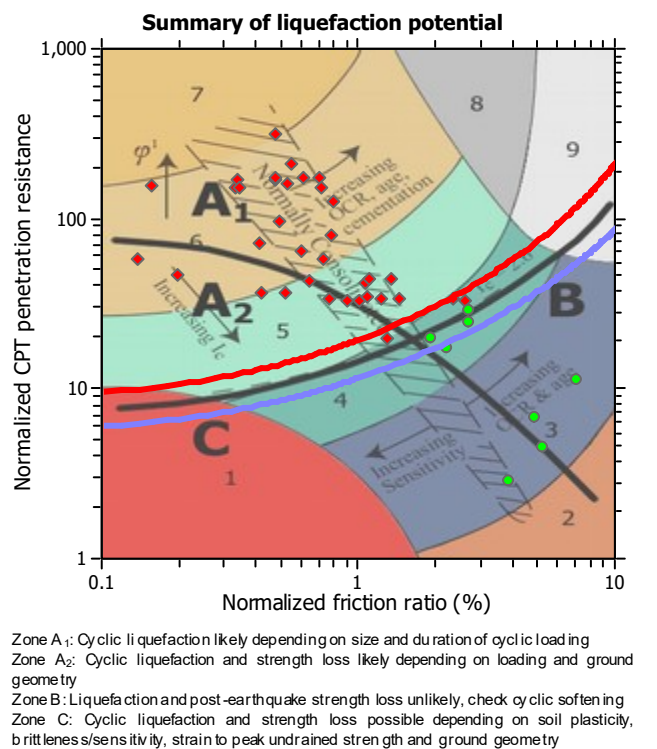 Summary of liquefaction potential
1,000
100
10
1
Normalized CPT penetration resistance
7
8
9
φ'
A1
Normally Consoli
Increasing
OCR, age,
cementation
6
A2
Increasing Ic
5
B
4
C
1
Increasing
OCR & age
3
Increasing
Sensitivity
2
0.1
1
10
Normalized friction ratio (%)
Zone A1: Cyclic liquefaction likely depending on size and duration of cyclic loading
Zone A2: Cyclic liquefaction and strength loss likely depending on loading and ground
geometry
Zone B: Liquefaction and post-earthquake strength loss unlikely, check cyclic softening
Zone C: Cyclic liquefaction and strength loss possible depending on soil plasticity,
brittleness/sensitivity, strain to peak undrained strength and ground geometry